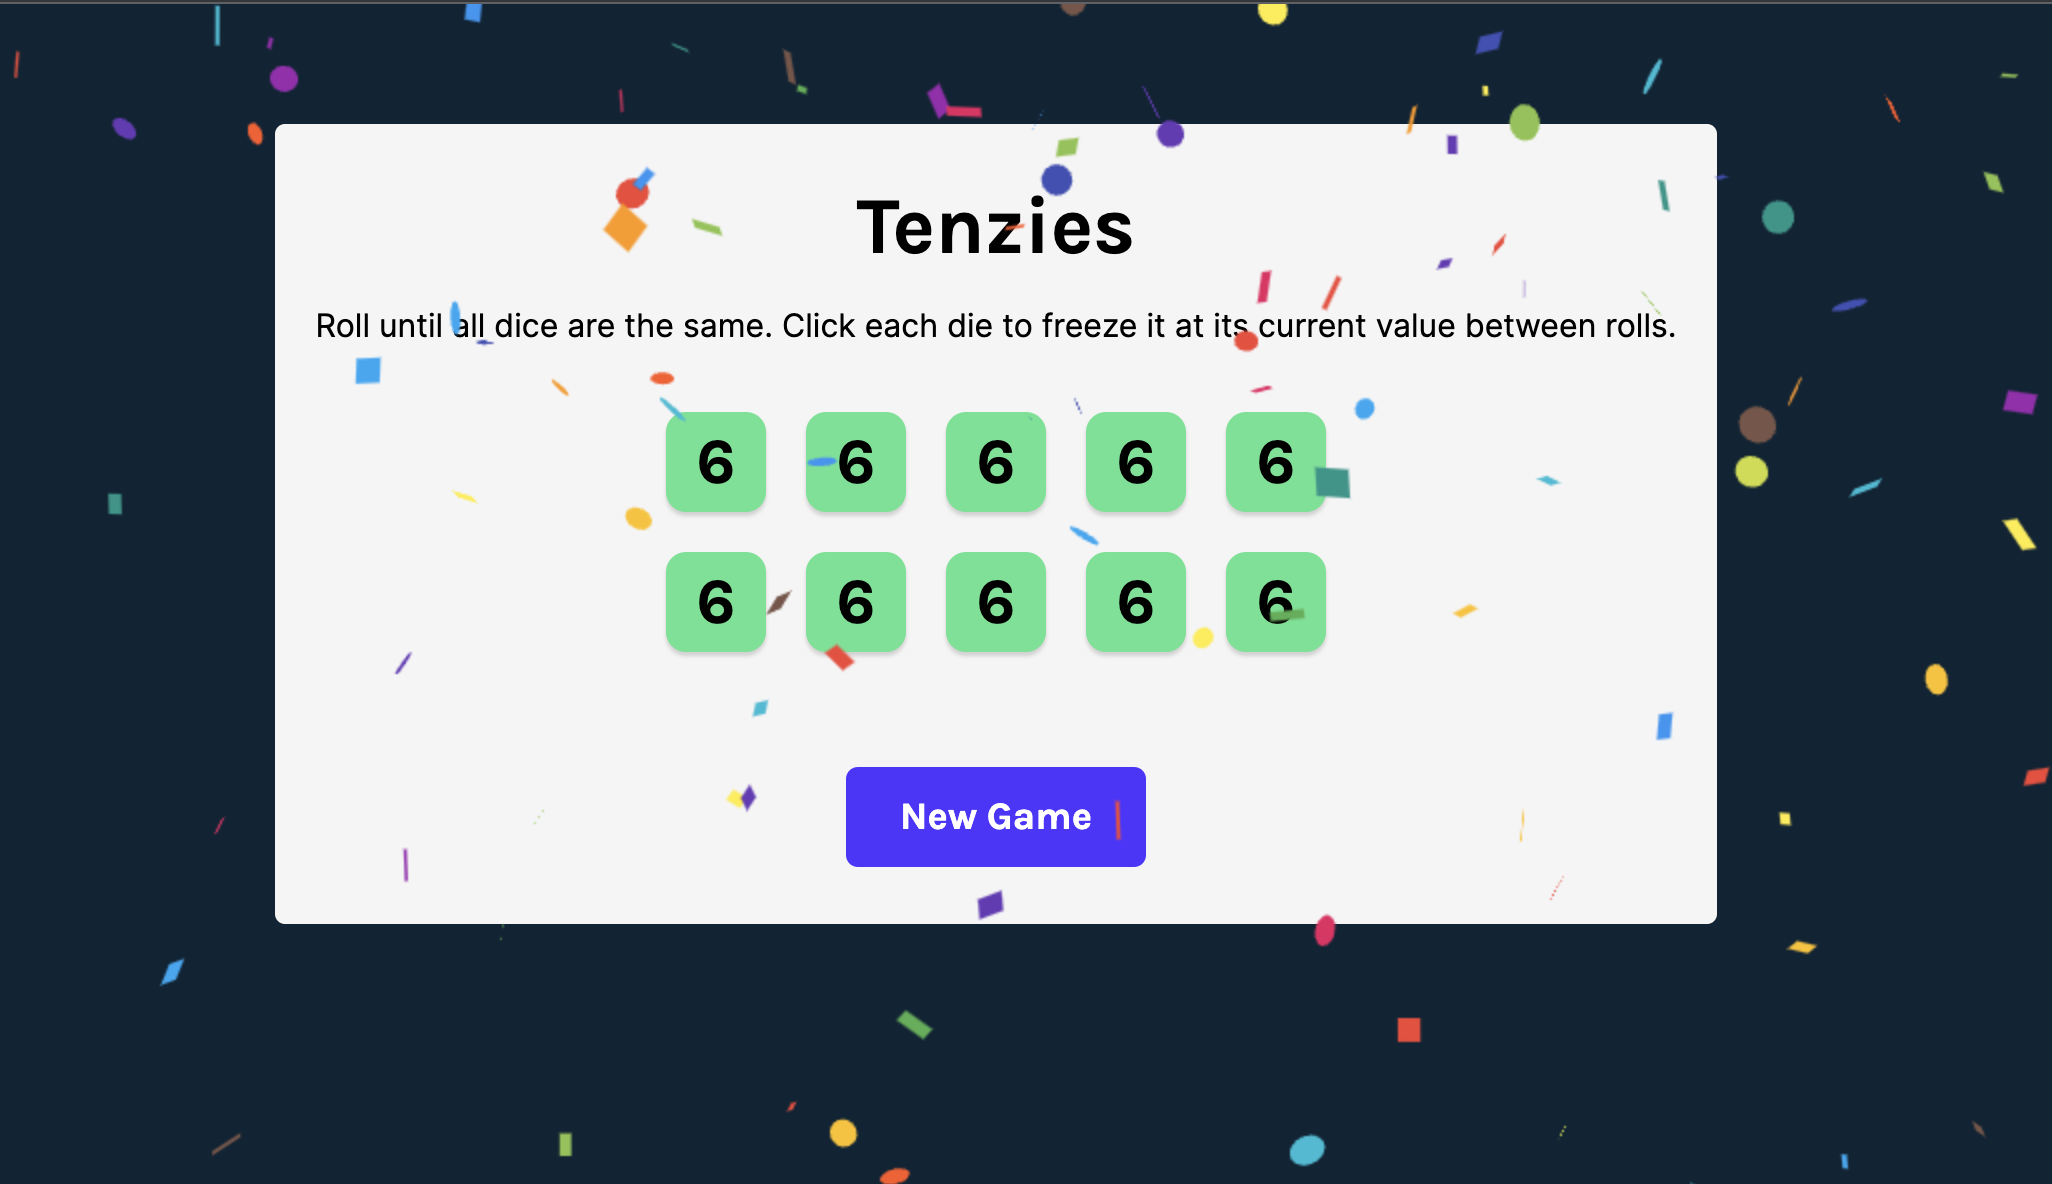 Tenzies
Roll until all dice are the same. Click each die to freeze it at its current value between rolls.
6 6 6 6 6
6 6 6 6 6
New Game